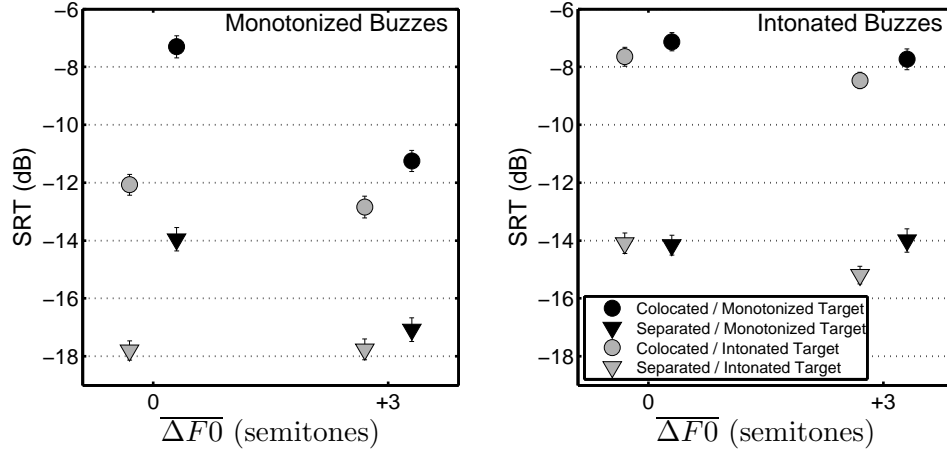 Monotonized Buzzes
SRT (dB)
−6
−8
−10
−12
−14
−16
−18
0
+3
ΔF0 (semitones)
Intonated Buzzes
SRT (dB)
−6
−8
−10
−12
−14
−16
−18
Colocated / Monotonized Target
Separated / Monotonized Target
Colocated / Intonated Target
Separated / Intonated Target
0
+3
ΔF0 (semitones)